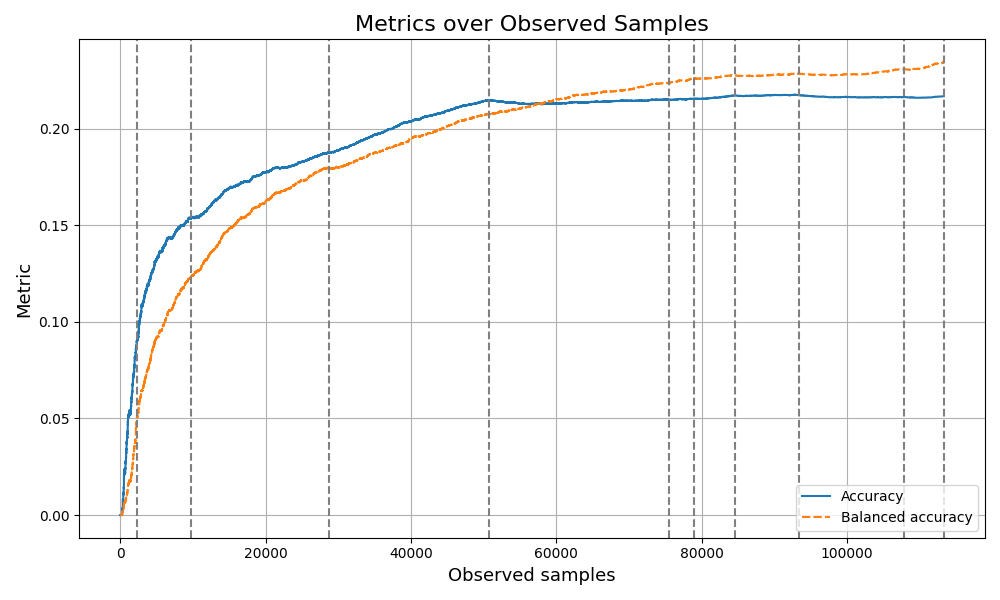 Metrics over Observed Samples
Metric
0.20
0.15
0.10
0.05
0.00
Accuracy
Balanced accuracy
0
20000
40000
60000
80000
100000
Observed samples